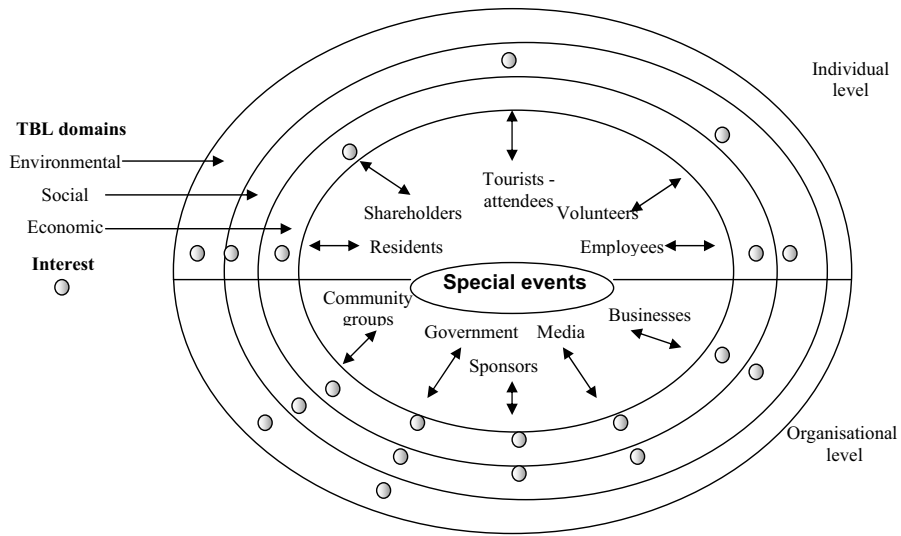 Individual
level
TBL domains
Environmental
Social
Economic
Interest
Tourists -
attendees
Shareholders
Volunteers
Residents
Employees
Special events
Community
groups
Government
Media
Businesses
Sponsors
Organisational
level